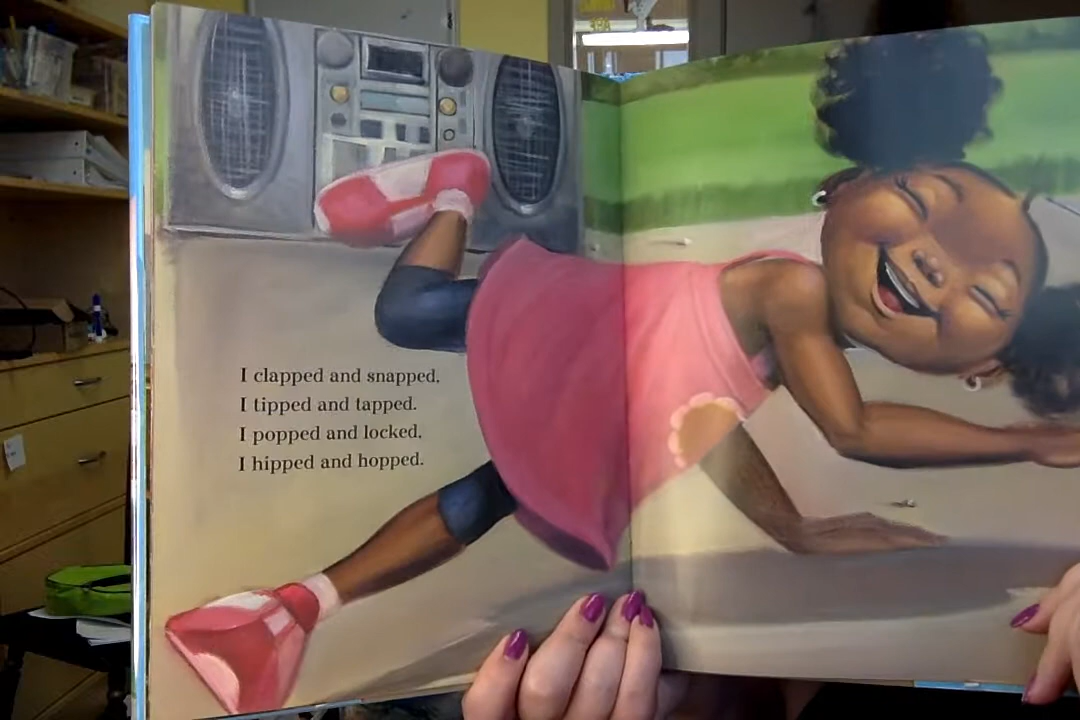 I clapped and snapped,
I tipped and tapped.
I popped and locked,
I hipped and hopped.